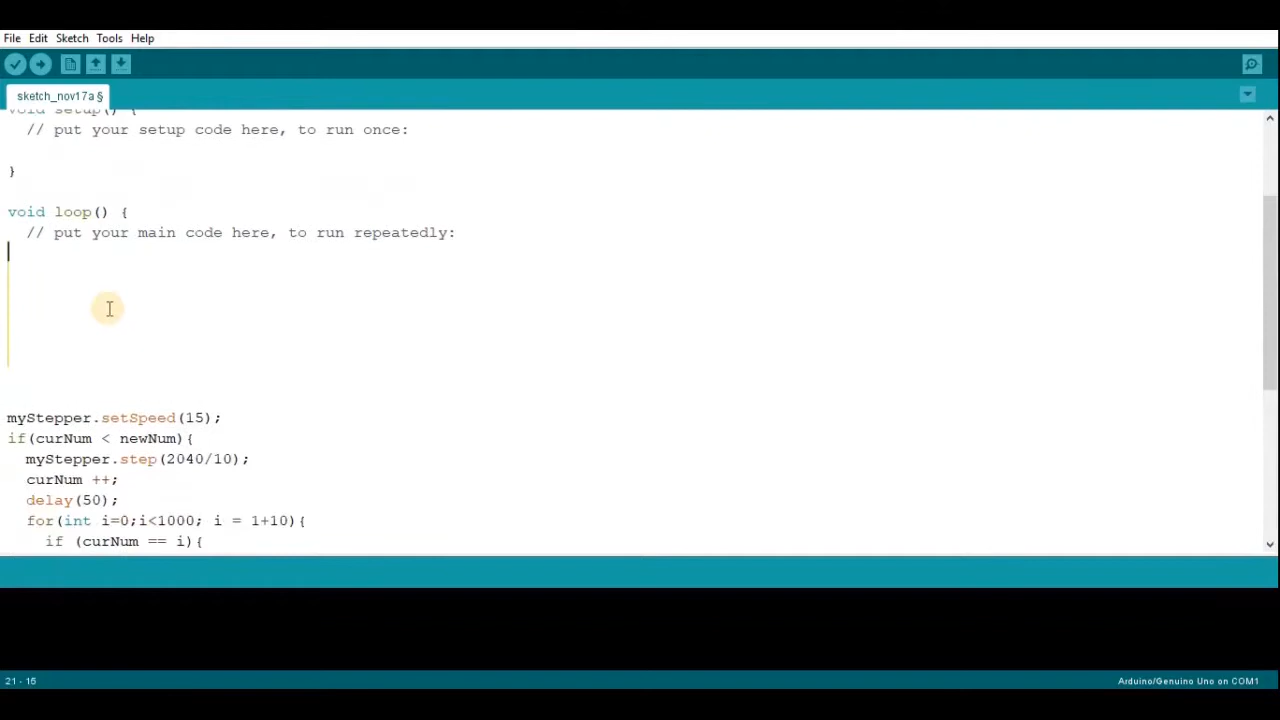 File Edit Sketch Tools Help
sketch_nov17a §
void setup() {
// put your setup code here, to run once:
}
void loop() {
// put your main code here, to run repeatedly:
myStepper.setSpeed(15);
if(curNum < newNum){
myStepper.step(2040/10);
curNum ++;
delay(50);
for(int i=0;i<1000; i = 1+10){
if (curNum == i){
21 - 15
Arduino/Genuino Uno on COM1